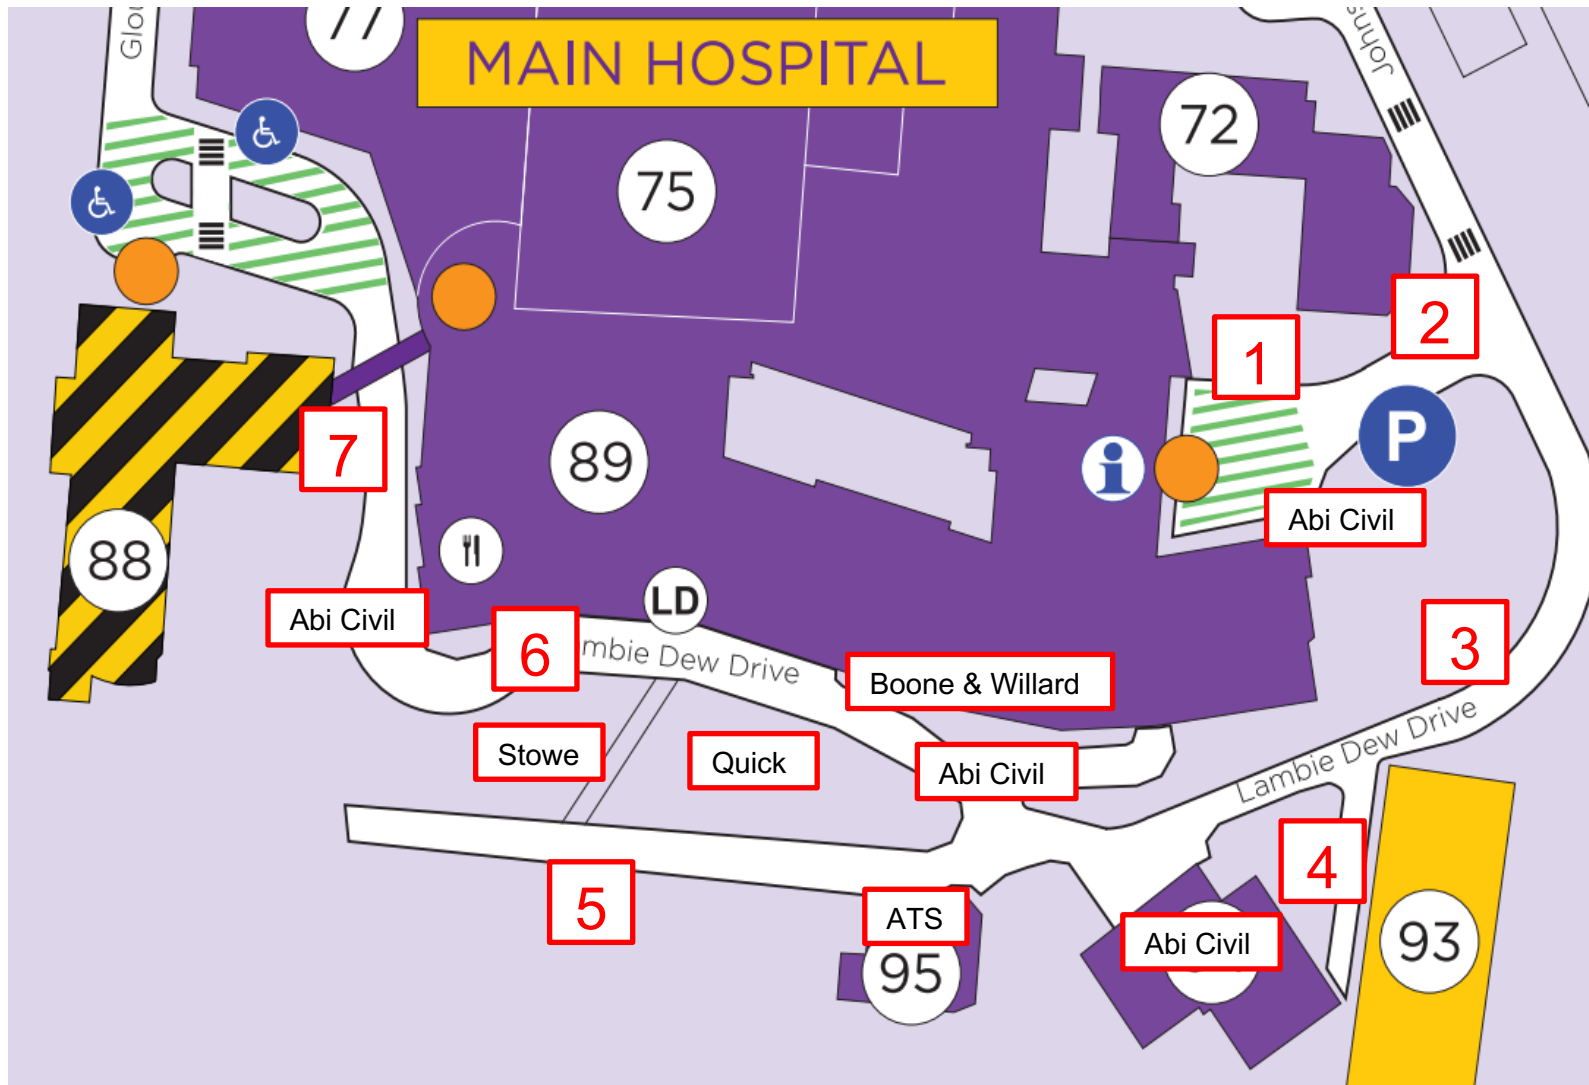 Glou
77
MAIN HOSPITAL
Johns
72
75
2
1
P
7
89
i
Abi Civil
88
LD
Abi Civil
6
mbie Dew Drive
3
Boone & Willard
Stowe
Quick
Abi Civil
Lambie Dew Drive
4
5
ATS
Abi Civil
93
95